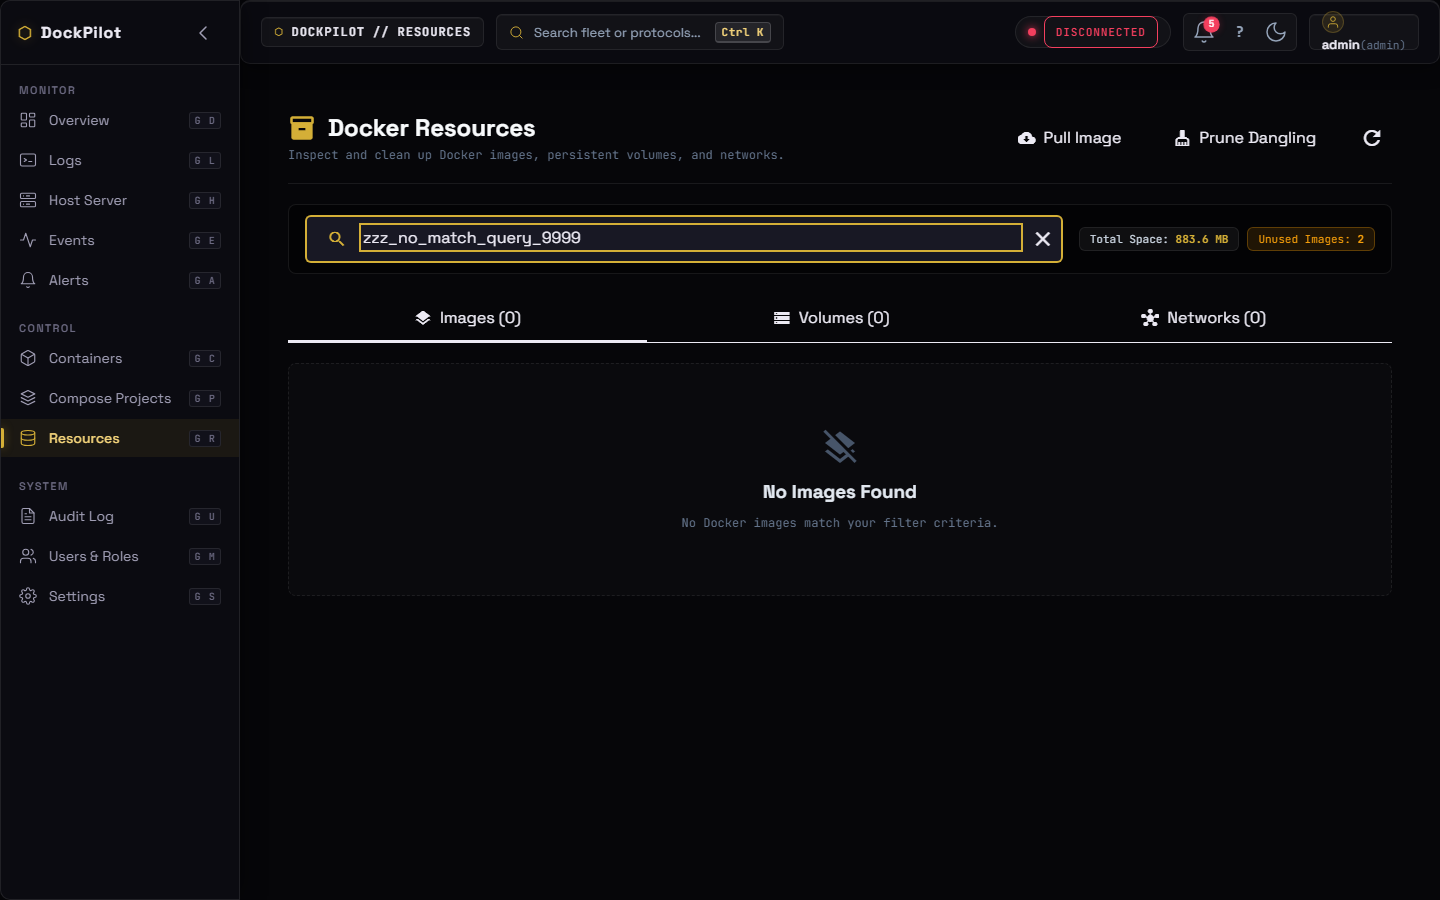 DockPilot
MONITOR
Overview G D
Logs G L
Host Server G H
Events G E
Alerts G A
CONTROL
Containers G C
Compose Projects G P
Resources G R
SYSTEM
Audit Log G U
Users & Roles G M
Settings G S
DOCKPILOT // RESOURCES
Search fleet or protocols... Ctrl K
DISCONNECTED
5
?
admin(admin)
Docker Resources
Inspect and clean up Docker images, persistent volumes, and networks.
Pull Image
Prune Dangling
zzz_no_match_query_9999
Total Space: 883.6 MB
Unused Images: 2
Images (0)
Volumes (0)
Networks (0)
No Images Found
No Docker images match your filter criteria.